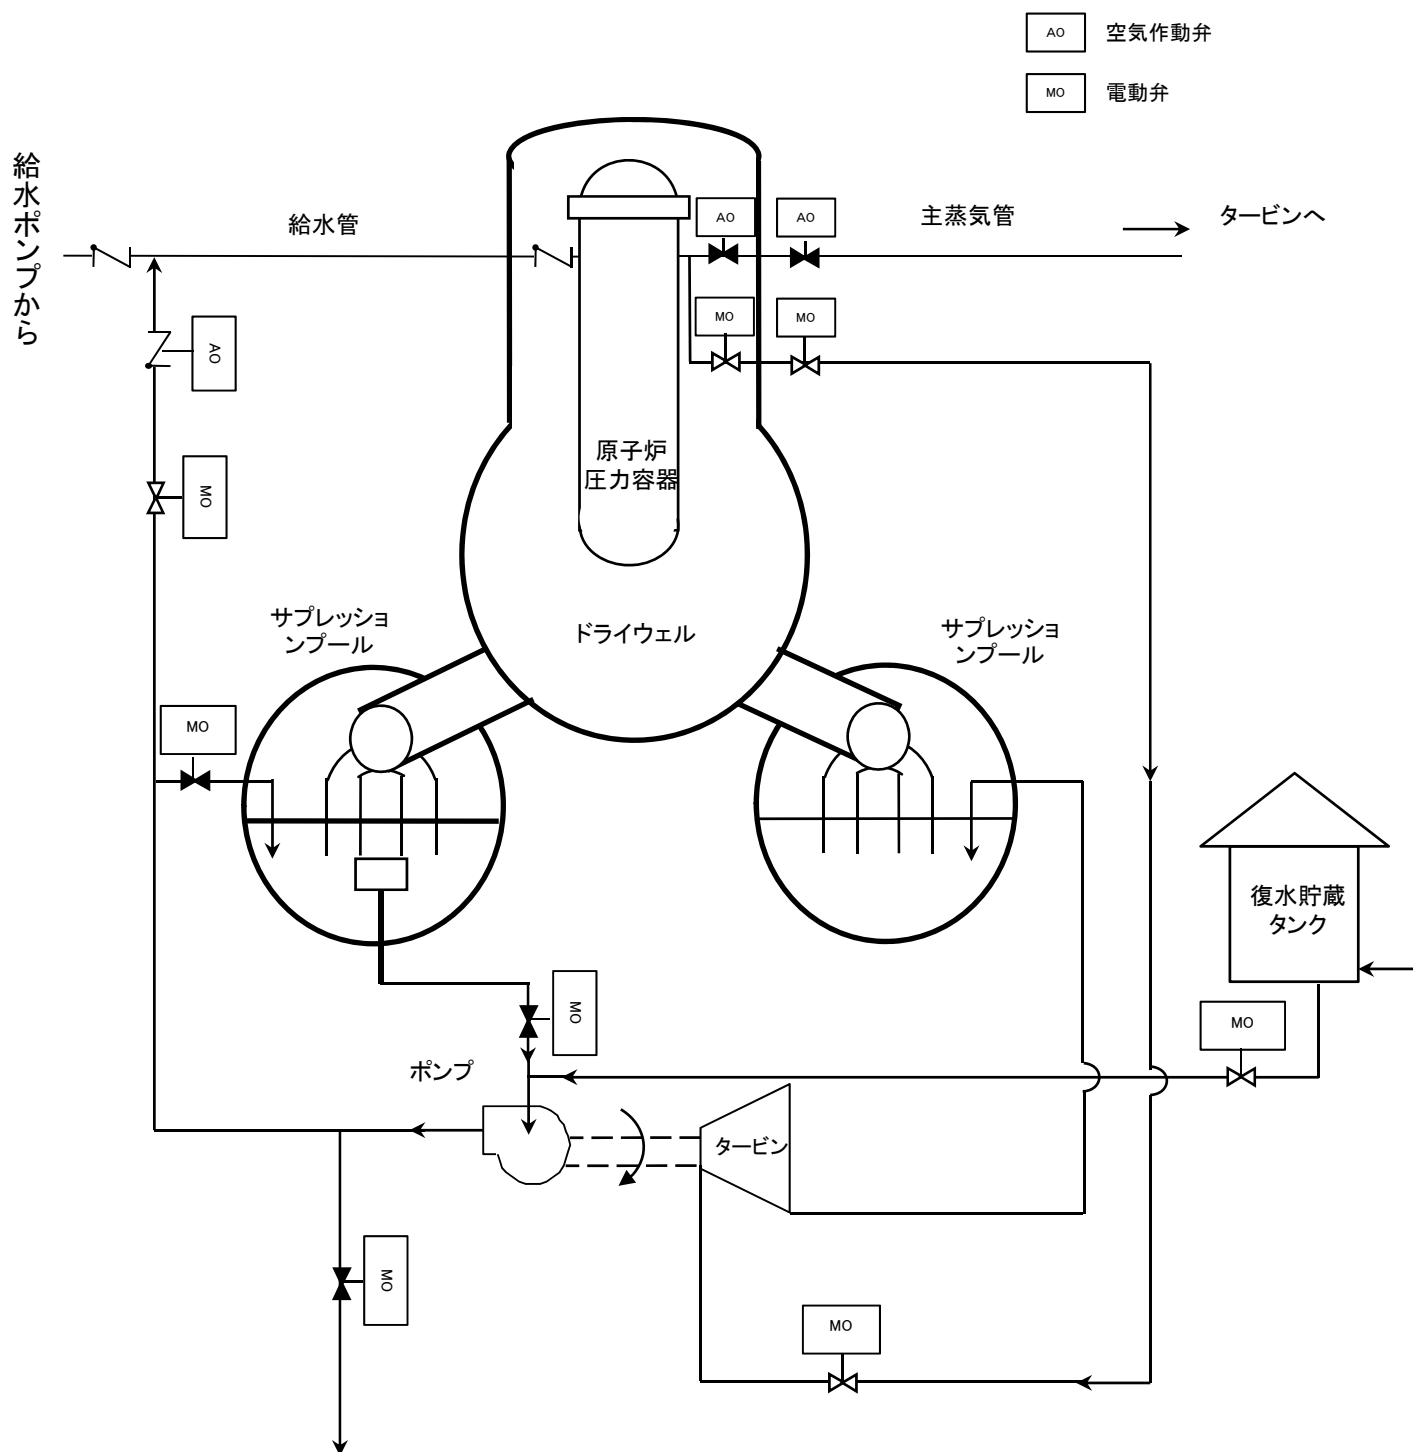 AO 空気作動弁
MO 電動弁
給水ポンプから
給水管
AO
AO
主蒸気管
タービンへ
MO
MO
AO
MO
原子炉
圧力容器
サプレッショ
ンプール
ドライウェル
サプレッショ
ンプール
MO
復水貯蔵
タンク
MO
MO
ポンプ
タービン
MO
MO